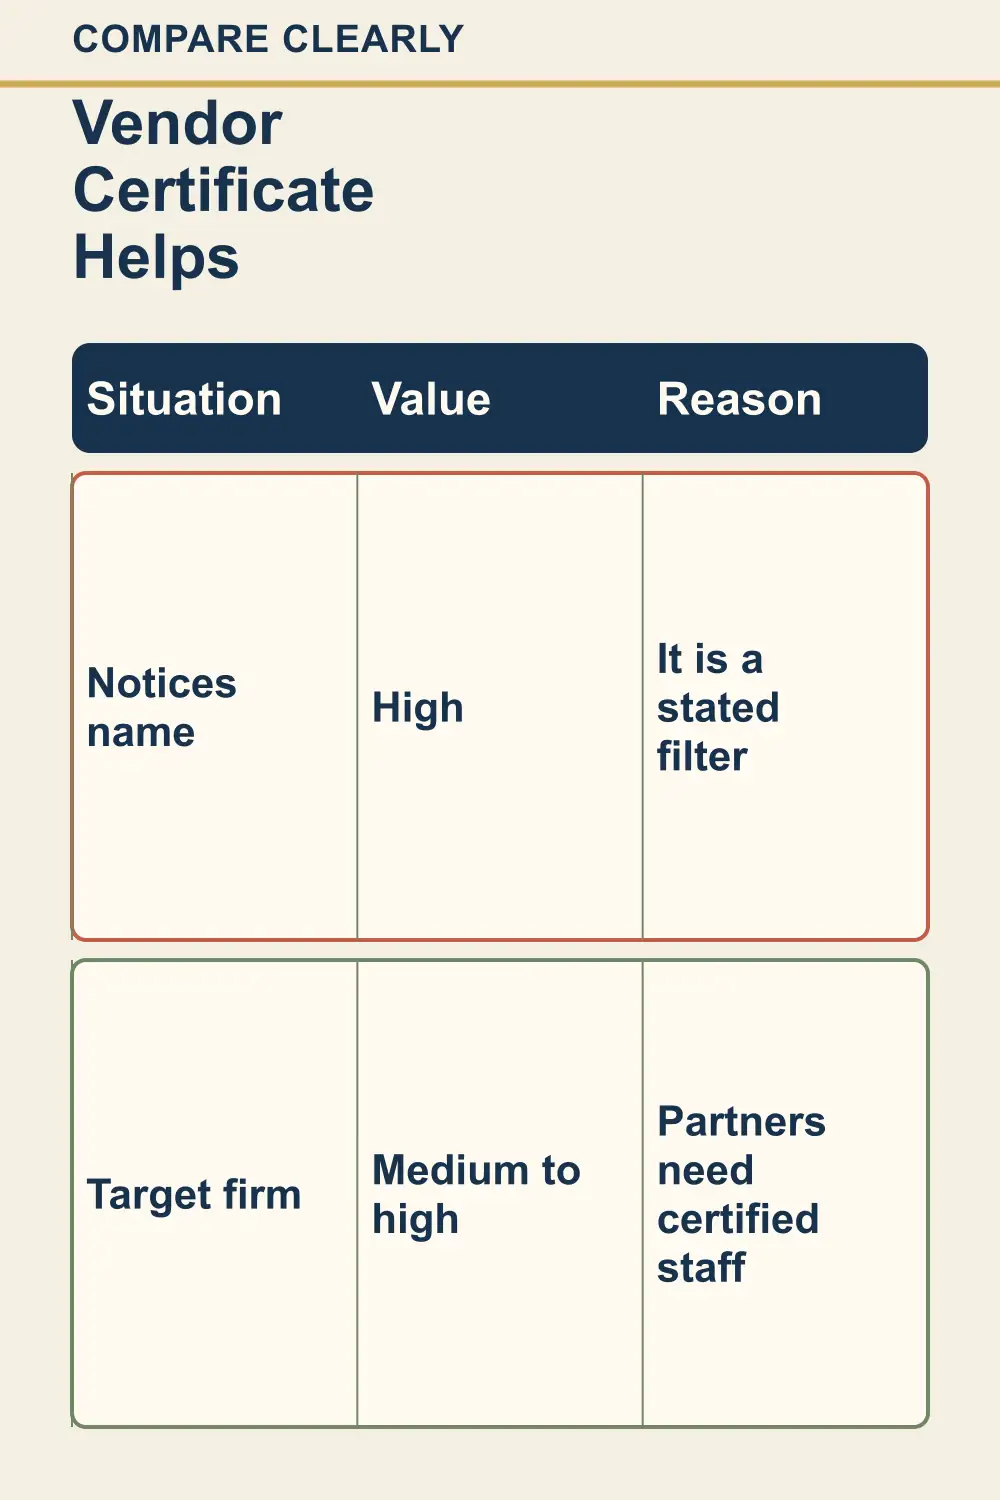 COMPARE CLEARLY
Vendor
Certificate
Helps
Situation Value Reason
Notices
name
High
It is a
stated
filter
Target firm
Medium to
high
Partners
need
certified
staff